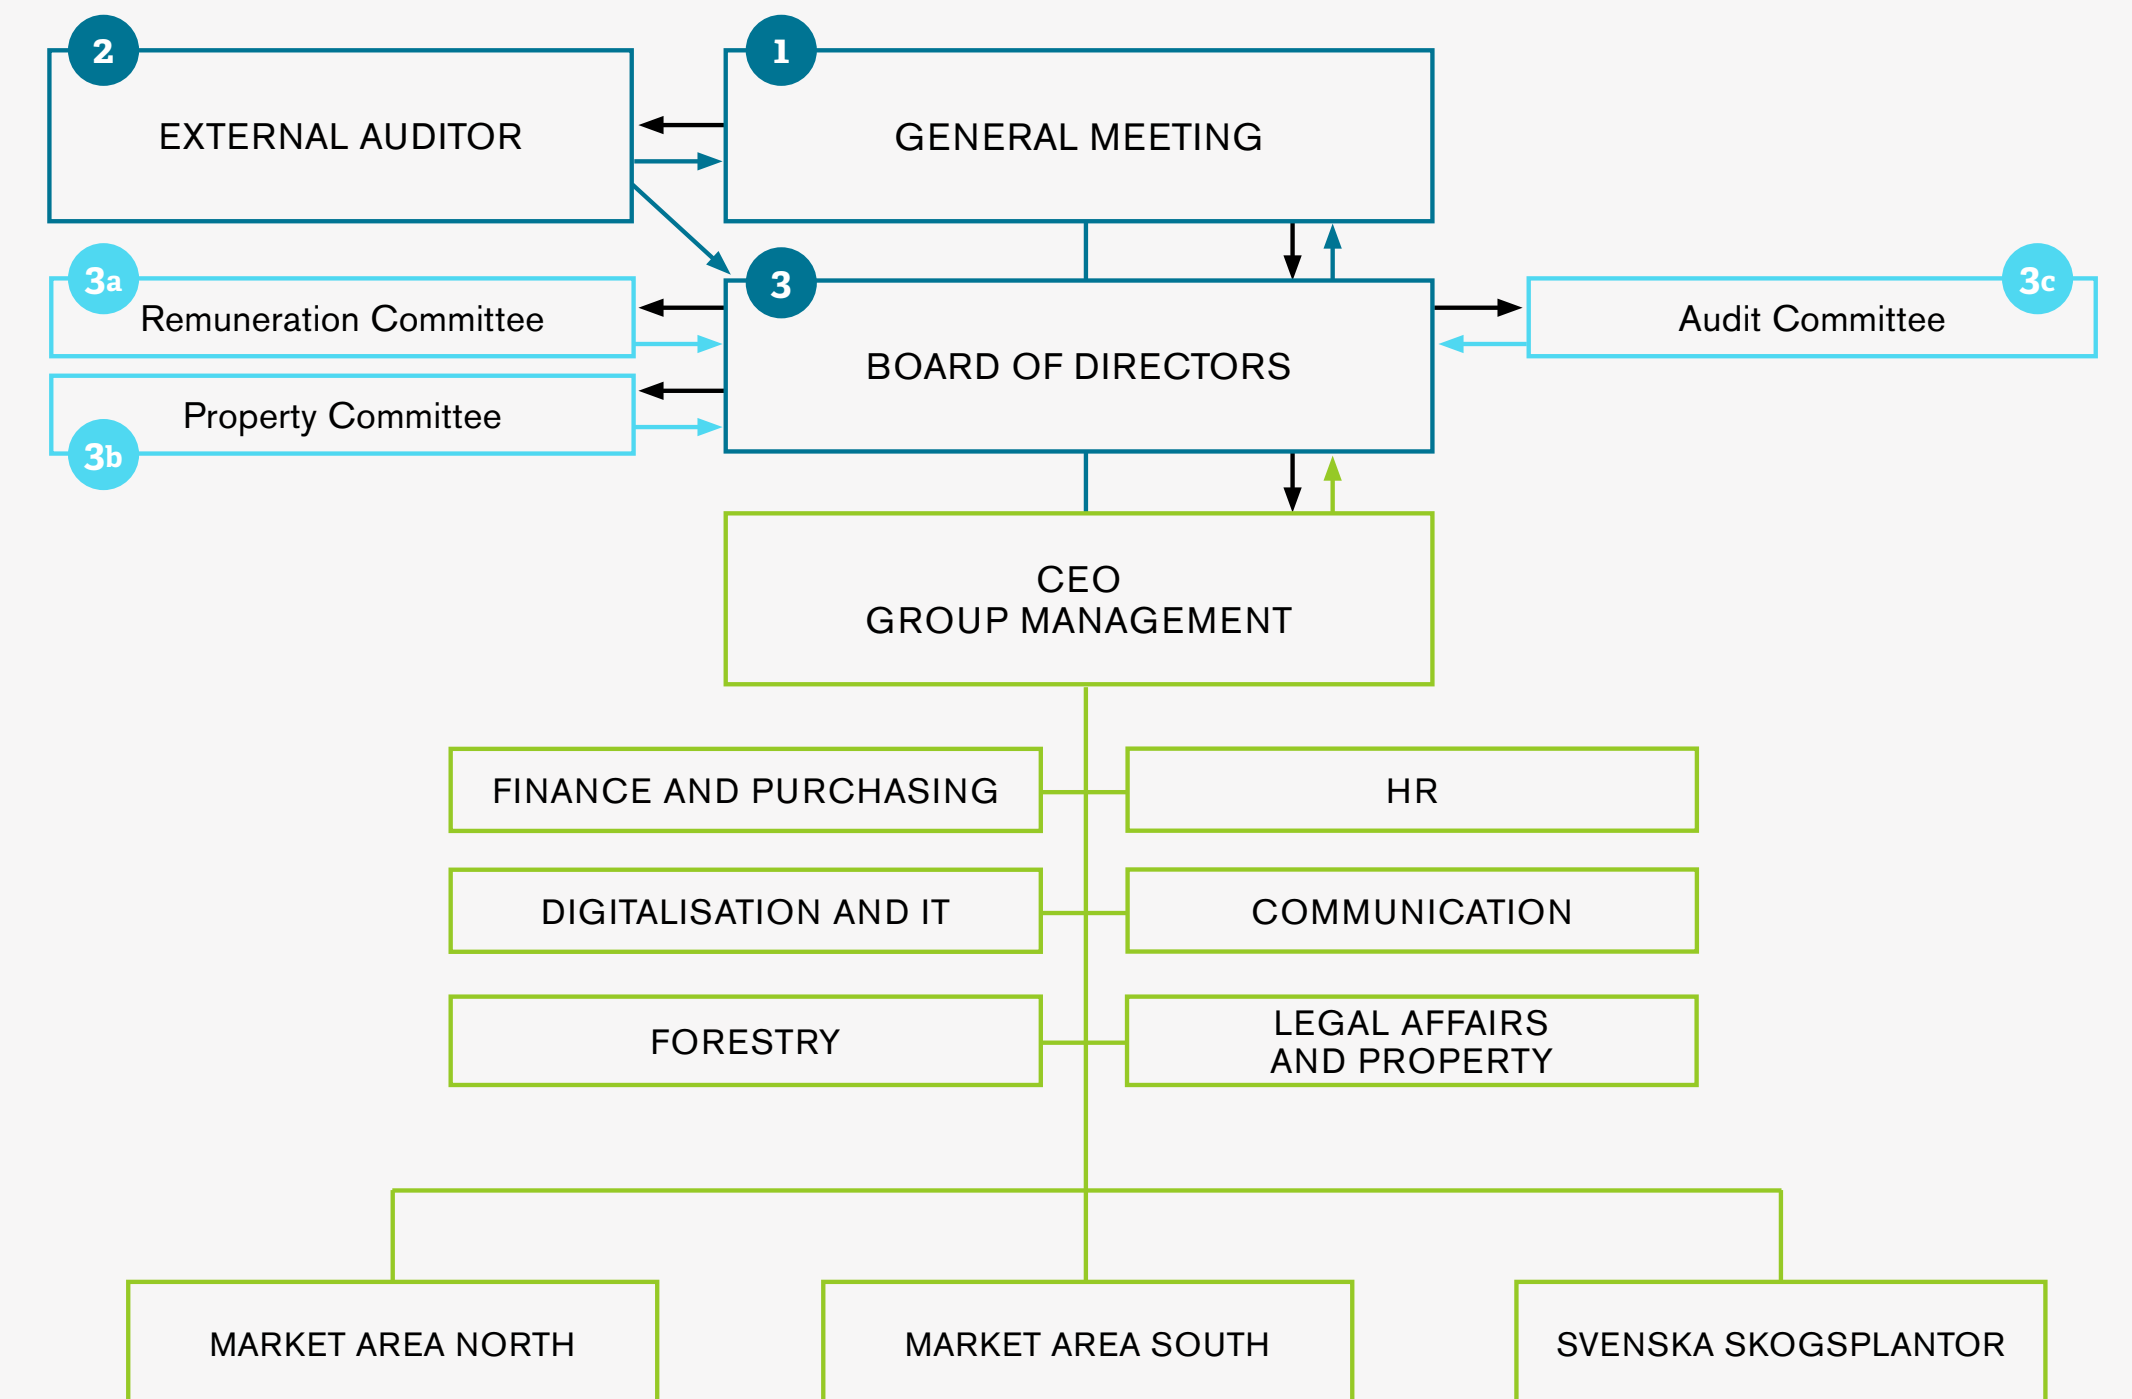 2
EXTERNAL AUDITOR
1
GENERAL MEETING
3a
Remuneration Committee
Property Committee
3b
3
BOARD OF DIRECTORS
3c
Audit Committee
CEO
GROUP MANAGEMENT
FINANCE AND PURCHASING
HR
DIGITALISATION AND IT
COMMUNICATION
FORESTRY
LEGAL AFFAIRS
AND PROPERTY
MARKET AREA NORTH
MARKET AREA SOUTH
SVENSKA SKOGSPLANTOR